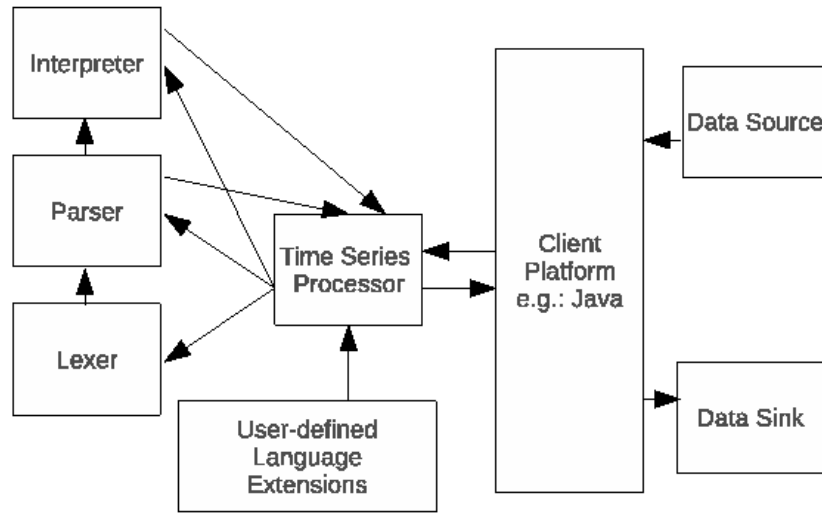 Interpreter
Parser
Lexer
Time Series
Processor
User-defined
Language
Extensions
Client
Platform
e.g.: Java
Data Source
Data Sink